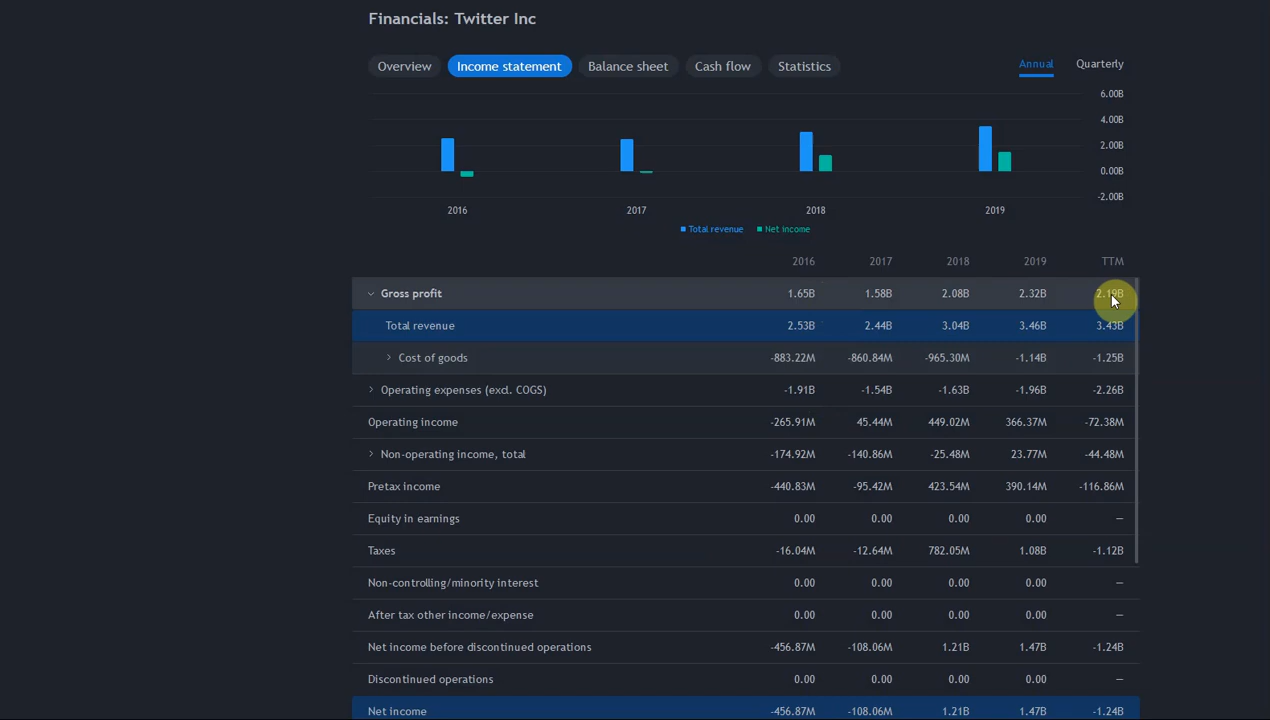 Financials: Twitter Inc
Overview Income statement Balance sheet Cash flow Statistics Annual Quarterly
6.00B
4.00B
2.00B
0.00B
-2.00B
2016 2017 2018 2019
Total revenue Net income
2016 2017 2018 2019 TTM
Gross profit 1.65B 1.58B 2.08B 2.32B 2.19B
Total revenue 2.53B 2.44B 3.04B 3.46B 3.43B
Cost of goods -883.22M -860.84M -965.30M -1.14B -1.25B
Operating expenses (excl. COGS) -1.91B -1.54B -1.63B -1.96B -2.26B
Operating income -265.91M 45.44M 449.02M 366.37M -72.38M
Non-operating income, total -174.92M -140.86M -25.48M 23.77M -44.48M
Pretax income -440.83M -95.42M 423.54M 390.14M -116.86M
Equity in earnings 0.00 0.00 0.00 0.00 —
Taxes -16.04M -12.64M 782.05M 1.08B -1.12B
Non-controlling/minority interest 0.00 0.00 0.00 0.00 —
After tax other income/expense 0.00 0.00 0.00 0.00 —
Net income before discontinued operations -456.87M -108.06M 1.21B 1.47B -1.24B
Discontinued operations 0.00 0.00 0.00 0.00 —
Net income -456.87M -108.06M 1.21B 1.47B -1.24B